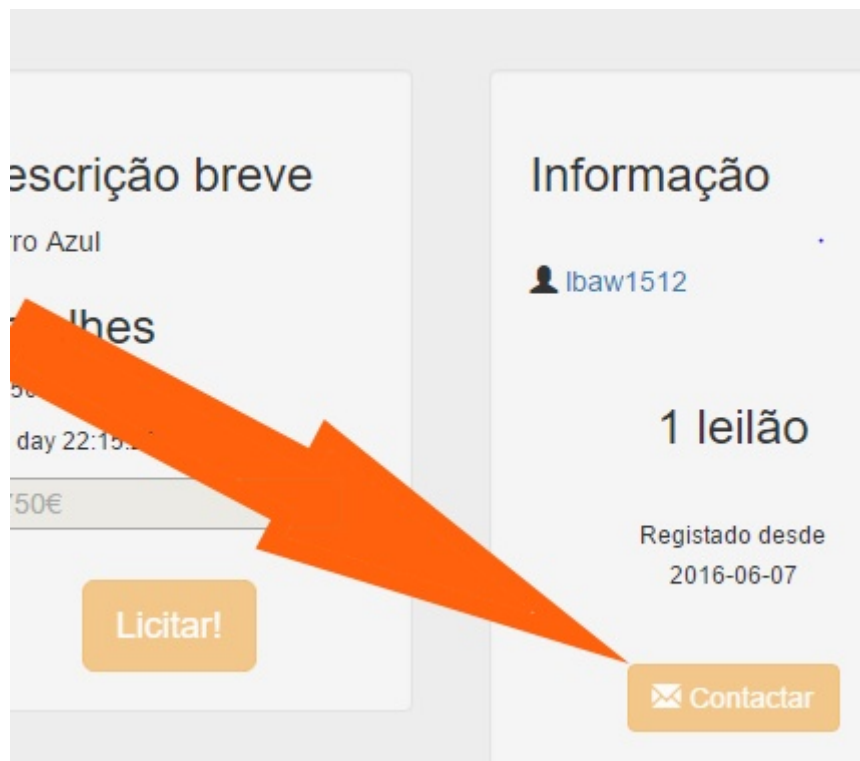 escrição breve
rro Azul
lhes
day 22:15:
750€
Licitar!
Informação
lbaw1512
1 leilão
Registado desde
2016-06-07
Contactar